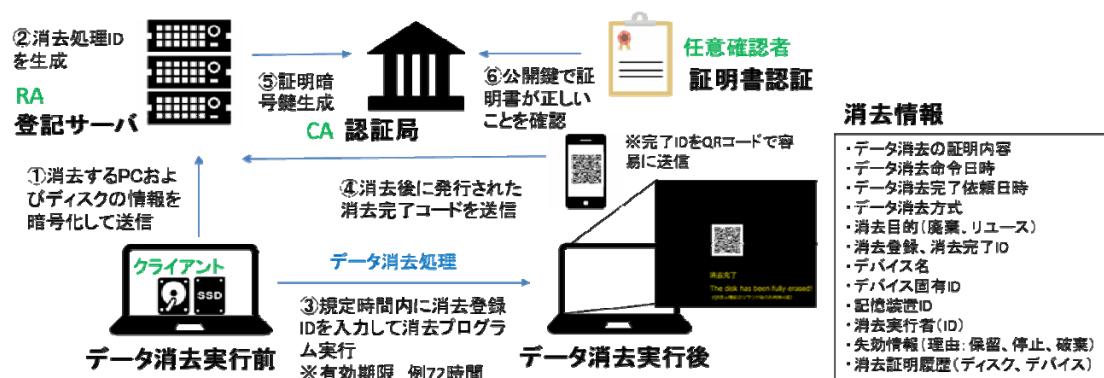 ②消去処理ID
を生成
RA
登記サーバ
⑤証明暗
号鍵生成
CA 認証局
⑥公開鍵で証
明書が正しい
ことを確認
任意確認者
証明書認証
①消去するPCおよ
びディスクの情報を
暗号化して送信
④消去後に発行された
消去完了コードを送信
※完了IDをQRコードで容
易に送信
クライアント
SSD
データ消去実行前
データ消去処理
③規定時間内に消去登録
IDを入力して消去プログラ
ム実行
※有効期限 例72時間
消去完了
The disk has been fully erased!
データ消去実行後
消去情報
・データ消去の証明内容
・データ消去命令日時
・データ消去完了依頼日時
・データ消去方式
・消去目的(廃棄、リユース)
・消去登録、消去完了ID
・デバイス名
・デバイス固有ID
・記憶装置ID
・消去実行者(ID)
・失効情報(理由:保留、停止、破棄)
・消去証明履歴(ディスク、デバイス)